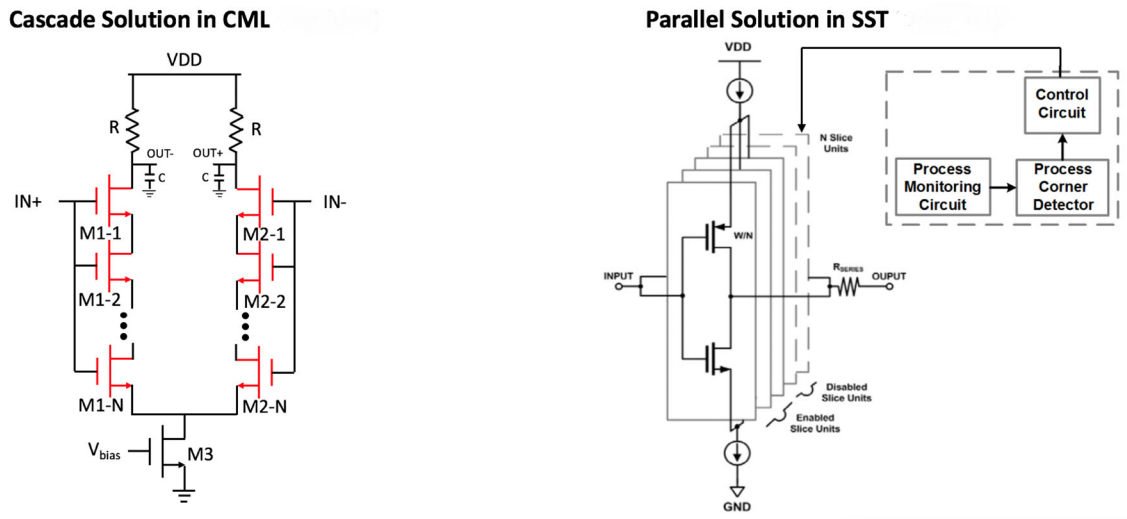 Cascade Solution in CML
VDD
R
R
OUT-
OUT+
C
C
IN+
IN-
M1-1
M2-1
M1-2
M2-2
M1-N
M2-N
Vbias
M3
Parallel Solution in SST
VDD
N Slice
Units
Control
Circuit
Process
Monitoring
Circuit
Process
Corner
Detector
W/N
INPUT
RSERIES
OUPUT
Disabled
Slice Units
Enabled
Slice Units
GND